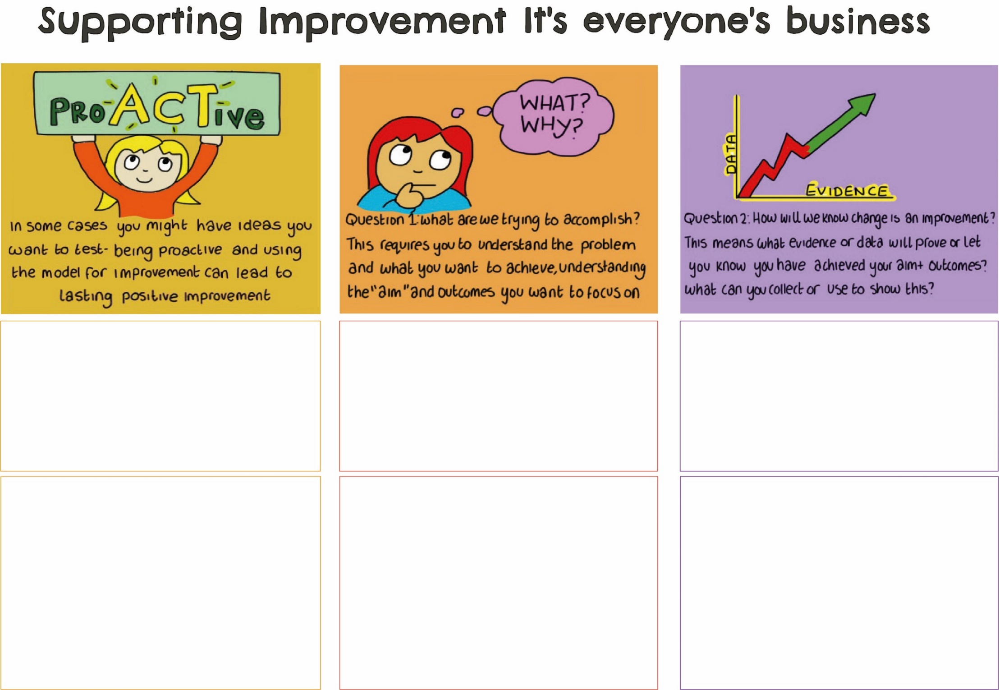 Supporting Improvement It's everyone's business
PROACTive
In some cases you might have ideas you
want to test- being proactive and using
the model for improvement can lead to
lasting positive improvement
WHAT?
WHY?
Question 1: what are we trying to accomplish?
This requires you to understand the problem
and what you want to achieve, understanding
the "aim" and outcomes you want to focus on
DATA
EVIDENCE
Question 2: How will we know change is an improvement?
This means what evidence or data will prove or let
you know you have achieved your aim+ outcomes?
what can you collect or use to show this?